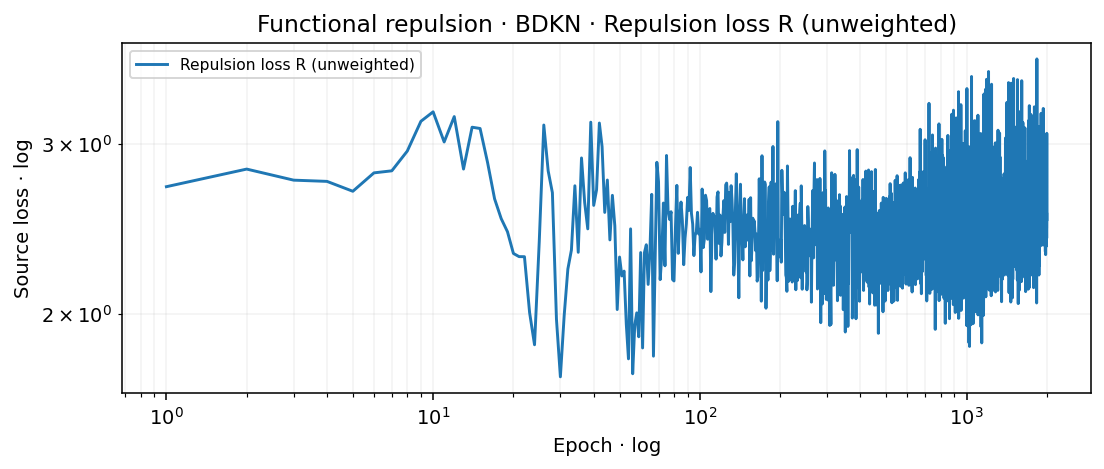 Functional repulsion · BDKN · Repulsion loss R (unweighted)
Repulsion loss R (unweighted)
Source loss · log
3 × 10⁰
2 × 10⁰
10⁰ 10¹ 10² 10³
Epoch · log